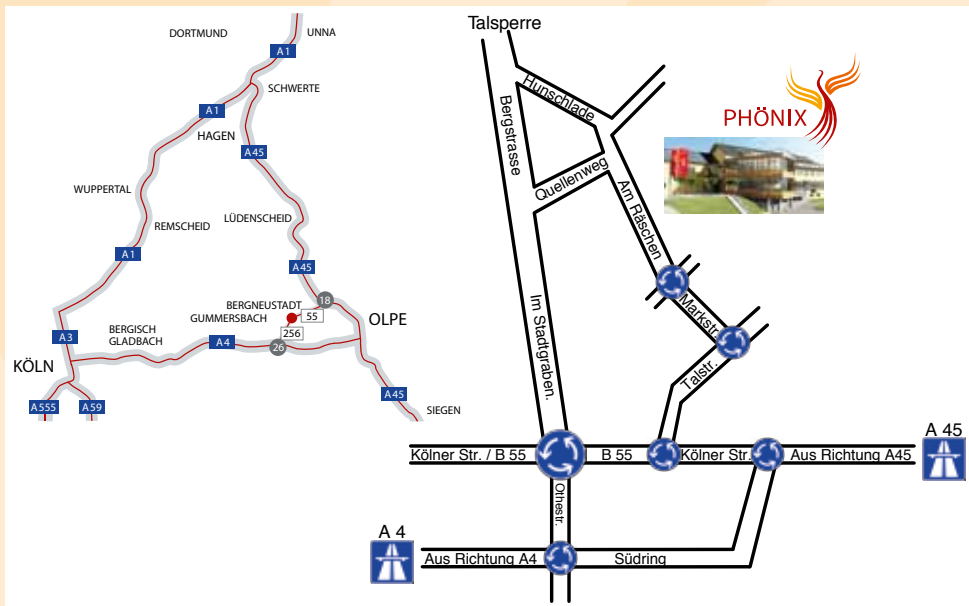 DORTMUND
UNNA
A1
SCHWERTE
A1
HAGEN
A45
WUPPERTAL
LÜDENSCHEID
REMSCHEID
A1
A45
BERGNEUSTADT
18
GUMMERSBACH
55
OLPE
BERGISCH
GLADBACH
256
A3
A4
26
KÖLN
A555
A59
A45
SIEGEN
Talsperre
Hunschlade
Bergstrasse
PHÖNIX
Quellenweg
Am Räschen
Im Stadtgraben.
Markstr.
Talstr.
A 45
Kölner Str. / B 55
B 55
Kölner Str.
Aus Richtung A45
Othestr.
A 4
Aus Richtung A4
Südring